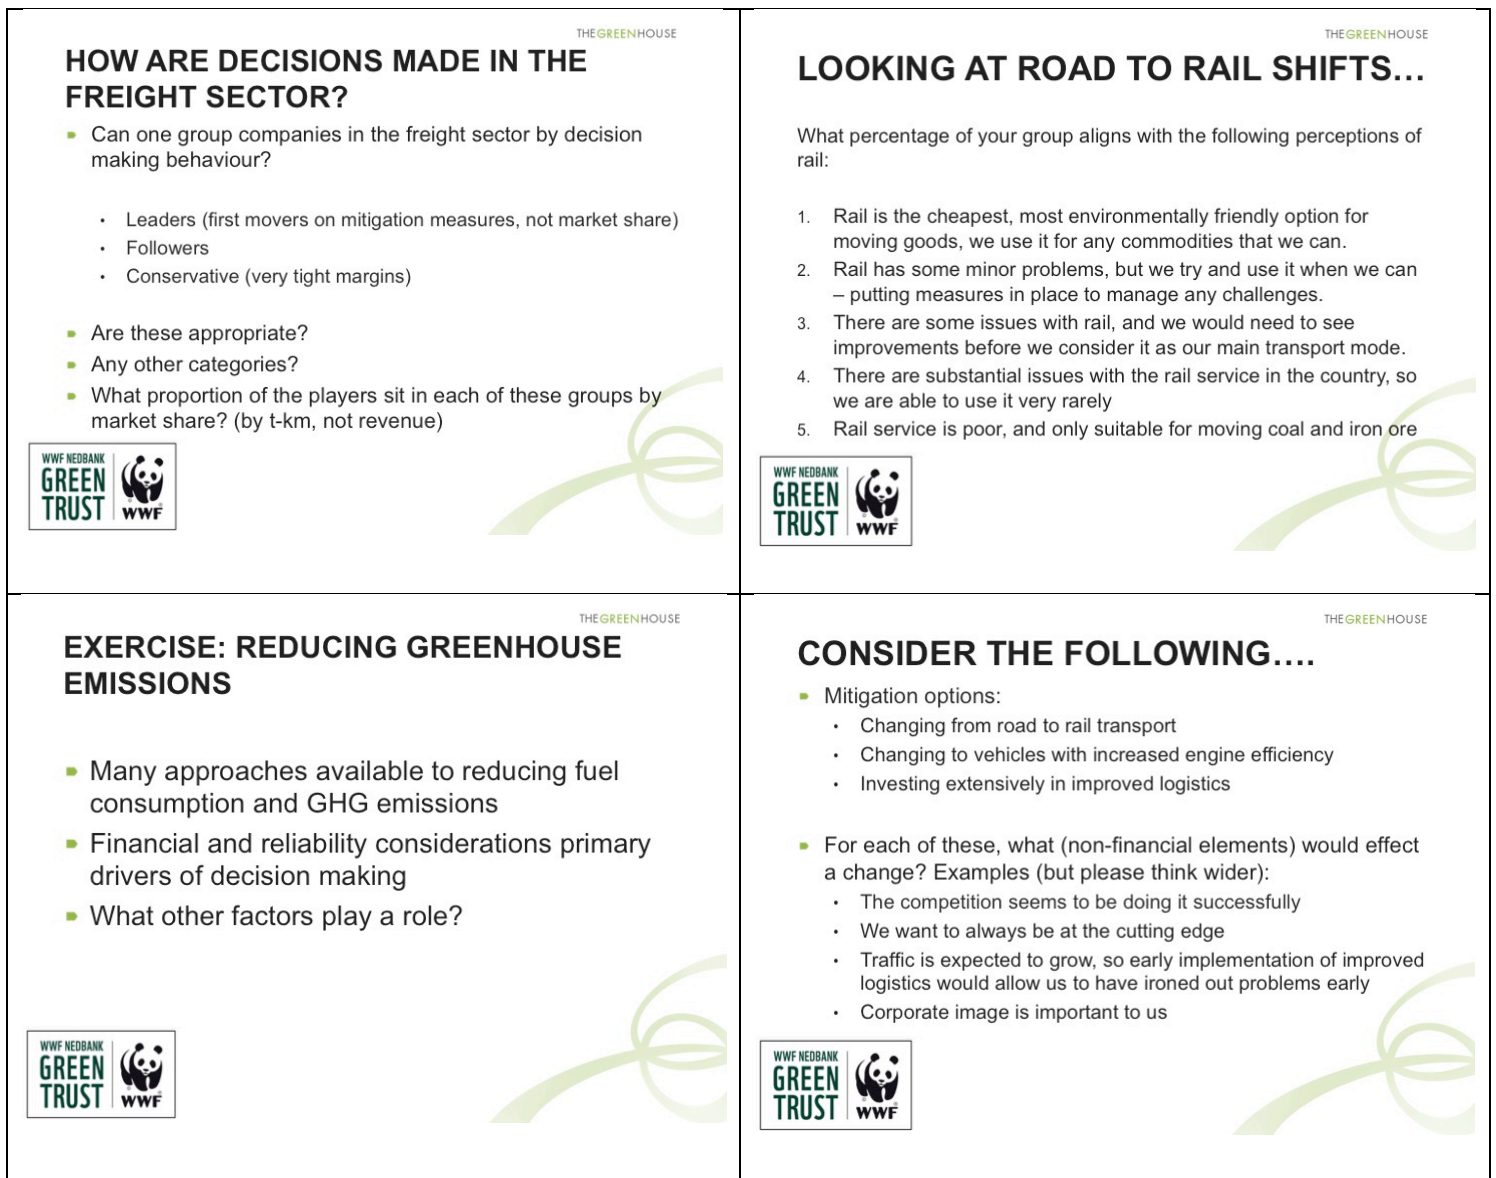 THEGREENHOUSE
HOW ARE DECISIONS MADE IN THE
FREIGHT SECTOR?
Can one group companies in the freight sector by decision
making behaviour?
• Leaders (first movers on mitigation measures, not market share)
• Followers
• Conservative (very tight margins)
Are these appropriate?
Any other categories?
What proportion of the players sit in each of these groups by
market share? (by t-km, not revenue)
WWF NEDBANK
GREEN
TRUST
WWF
THEGREENHOUSE
LOOKING AT ROAD TO RAIL SHIFTS...
What percentage of your group aligns with the following perceptions of
rail:
1. Rail is the cheapest, most environmentally friendly option for
moving goods, we use it for any commodities that we can.
2. Rail has some minor problems, but we try and use it when we can
– putting measures in place to manage any challenges.
3. There are some issues with rail, and we would need to see
improvements before we consider it as our main transport mode.
4. There are substantial issues with the rail service in the country, so
we are able to use it very rarely
5. Rail service is poor, and only suitable for moving coal and iron ore
WWF NEDBANK
GREEN
TRUST
WWF
THEGREENHOUSE
EXERCISE: REDUCING GREENHOUSE
EMISSIONS
Many approaches available to reducing fuel
consumption and GHG emissions
Financial and reliability considerations primary
drivers of decision making
What other factors play a role?
WWF NEDBANK
GREEN
TRUST
WWF
THEGREENHOUSE
CONSIDER THE FOLLOWING....
Mitigation options:
• Changing from road to rail transport
• Changing to vehicles with increased engine efficiency
• Investing extensively in improved logistics
For each of these, what (non-financial elements) would effect
a change? Examples (but please think wider):
• The competition seems to be doing it successfully
• We want to always be at the cutting edge
• Traffic is expected to grow, so early implementation of improved
logistics would allow us to have ironed out problems early
• Corporate image is important to us
WWF NEDBANK
GREEN
TRUST
WWF